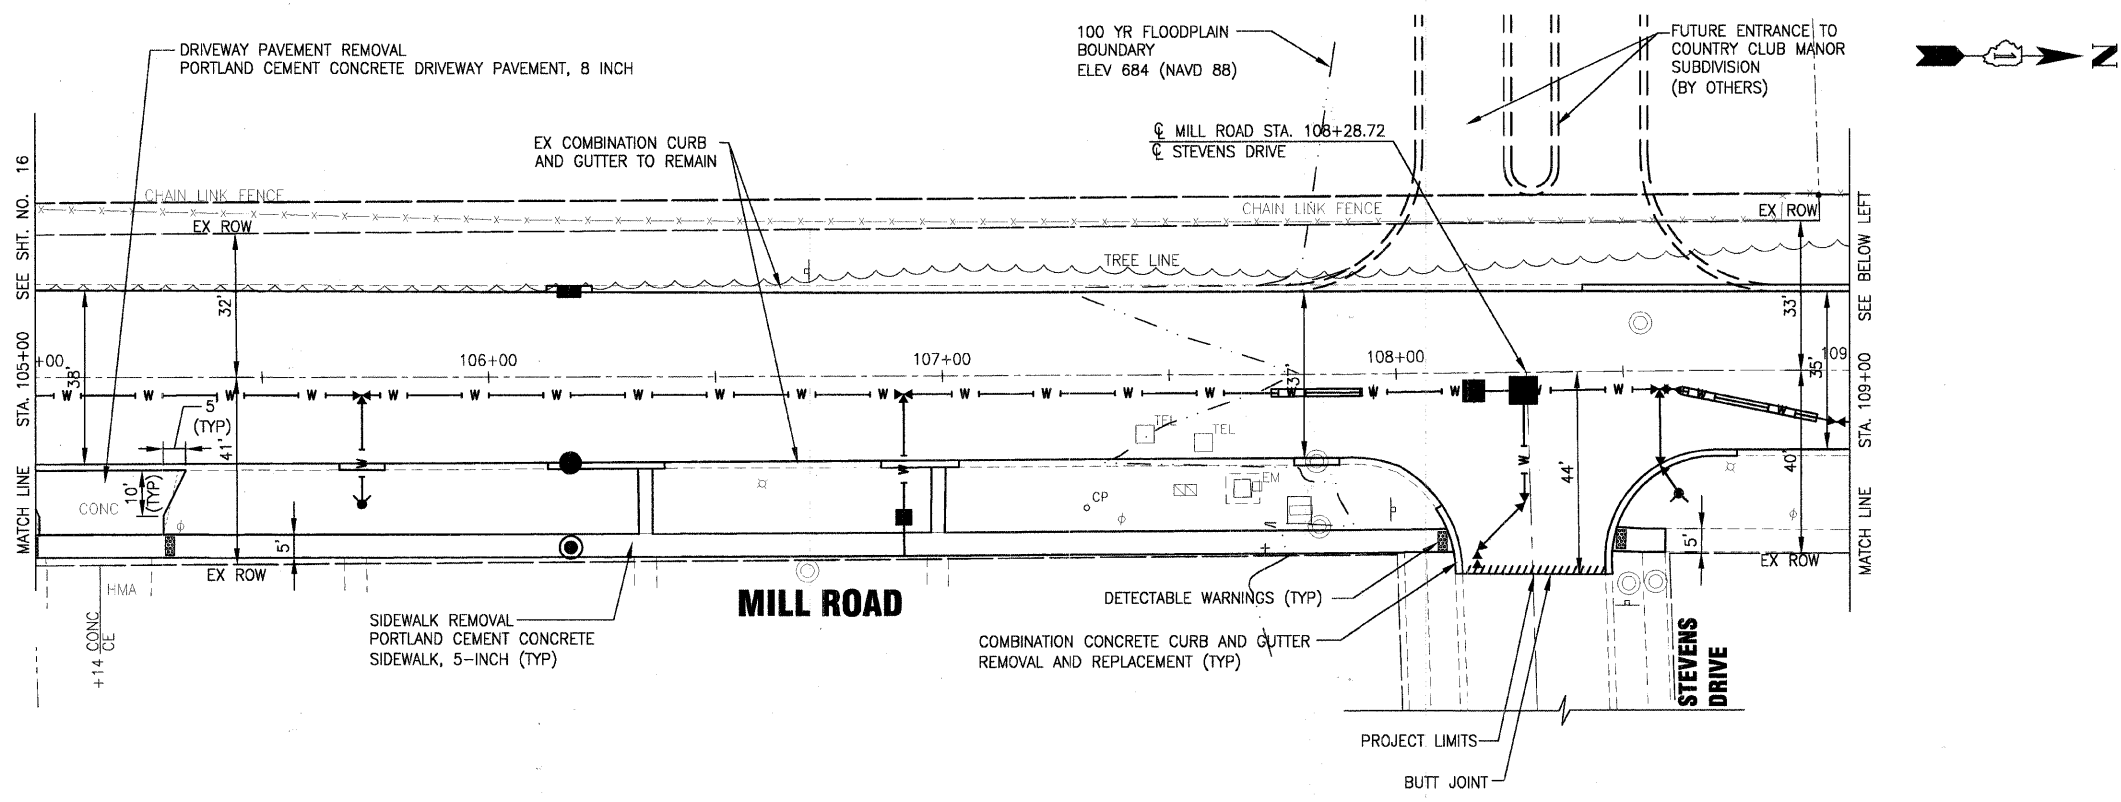 DRIVEWAY PAVEMENT REMOVAL
PORTLAND CEMENT CONCRETE DRIVEWAY PAVEMENT, 8 INCH
100 YR FLOODPLAIN
BOUNDARY
ELEV 684 (NAVD 88)
FUTURE ENTRANCE TO
COUNTRY CLUB MANOR
SUBDIVISION
(BY OTHERS)
1
N
EX COMBINATION CURB
AND GUTTER TO REMAIN
℄ MILL ROAD STA. 108+28.72
℄ STEVENS DRIVE
MATCH LINE STA. 105+00 SEE SHT. NO. 16
CHAIN LINK FENCE
EX ROW
CHAIN LINK FENCE
EX ROW
TREE LINE
32'
33'
38'
37'
35'
+00
106+00
107+00
108+00
109
W W W W W W W W W W W W W W W W W W W W W W
5'
(TYP)
41'
44'
40'
10'
(TYP)
CONC
TEL
TEL
EM
CP
W
W
W
5'
5'
EX ROW
EX ROW
HMA
+14 CONC
CE
MILL ROAD
SIDEWALK REMOVAL
PORTLAND CEMENT CONCRETE
SIDEWALK, 5-INCH (TYP)
DETECTABLE WARNINGS (TYP)
COMBINATION CONCRETE CURB AND GUTTER
REMOVAL AND REPLACEMENT (TYP)
STEVENS
DRIVE
PROJECT LIMITS
BUTT JOINT
MATCH LINE STA. 109+00 SEE BELOW LEFT